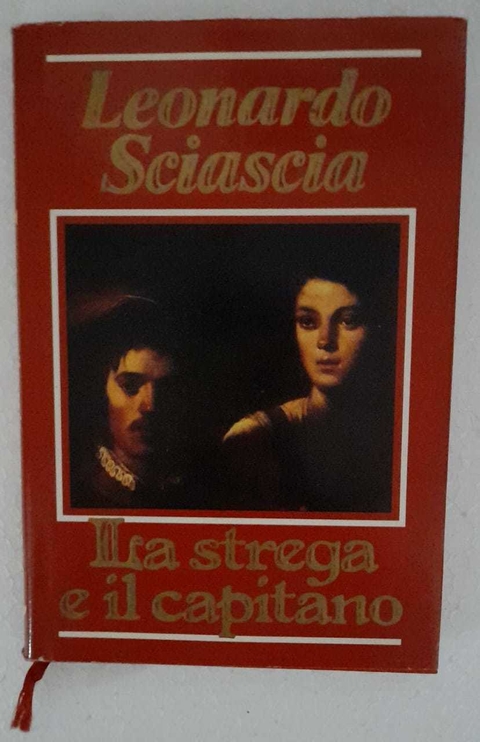 Leonardo
Sciascia
La strega
e il capitano